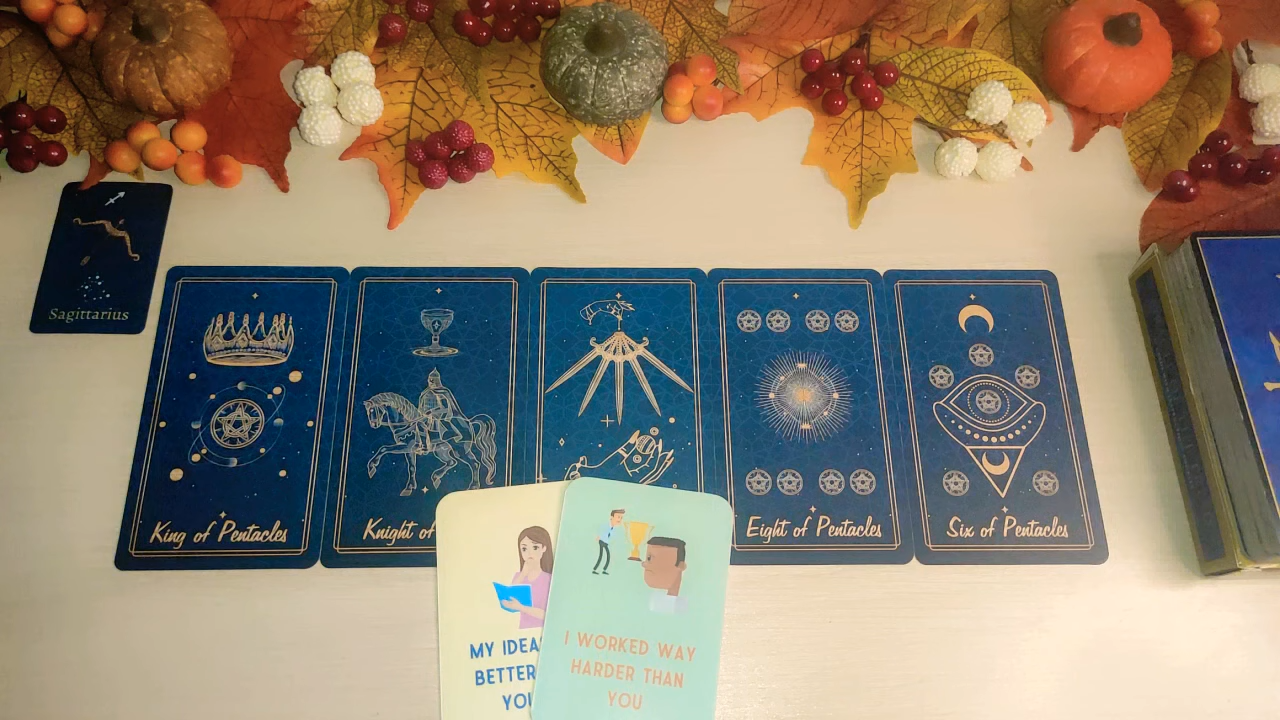 Sagittarius
King of Pentacles
Knight of
Eight of Pentacles
Six of Pentacles
MY IDEA
BETTER
YOU
I WORKED WAY
HARDER THAN
YOU